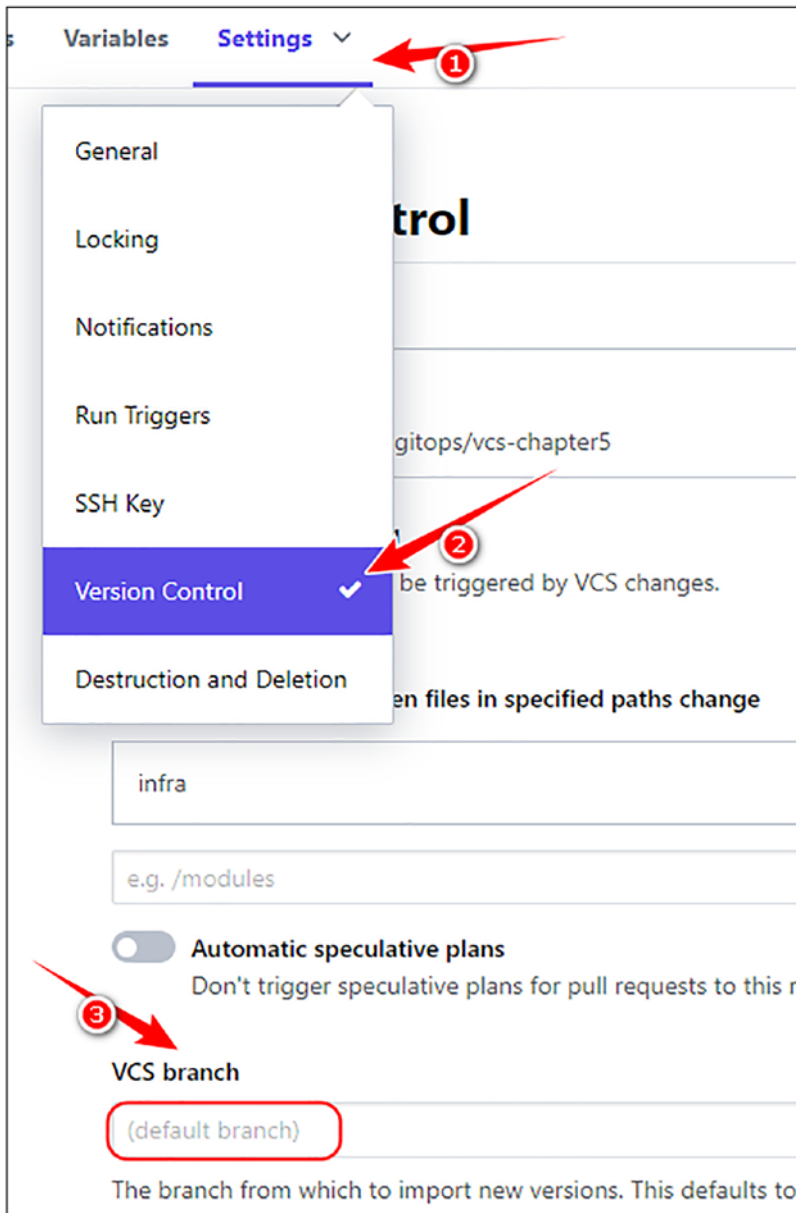 s Variables Settings
1
General
Locking
trol
Notifications
Run Triggers
gitops/vcs-chapter5
SSH Key
2
Version Control
be triggered by VCS changes.
Destruction and Deletion
en files in specified paths change
infra
e.g. /modules
Automatic speculative plans
Don't trigger speculative plans for pull requests to this
3
VCS branch
(default branch)
The branch from which to import new versions. This defaults to